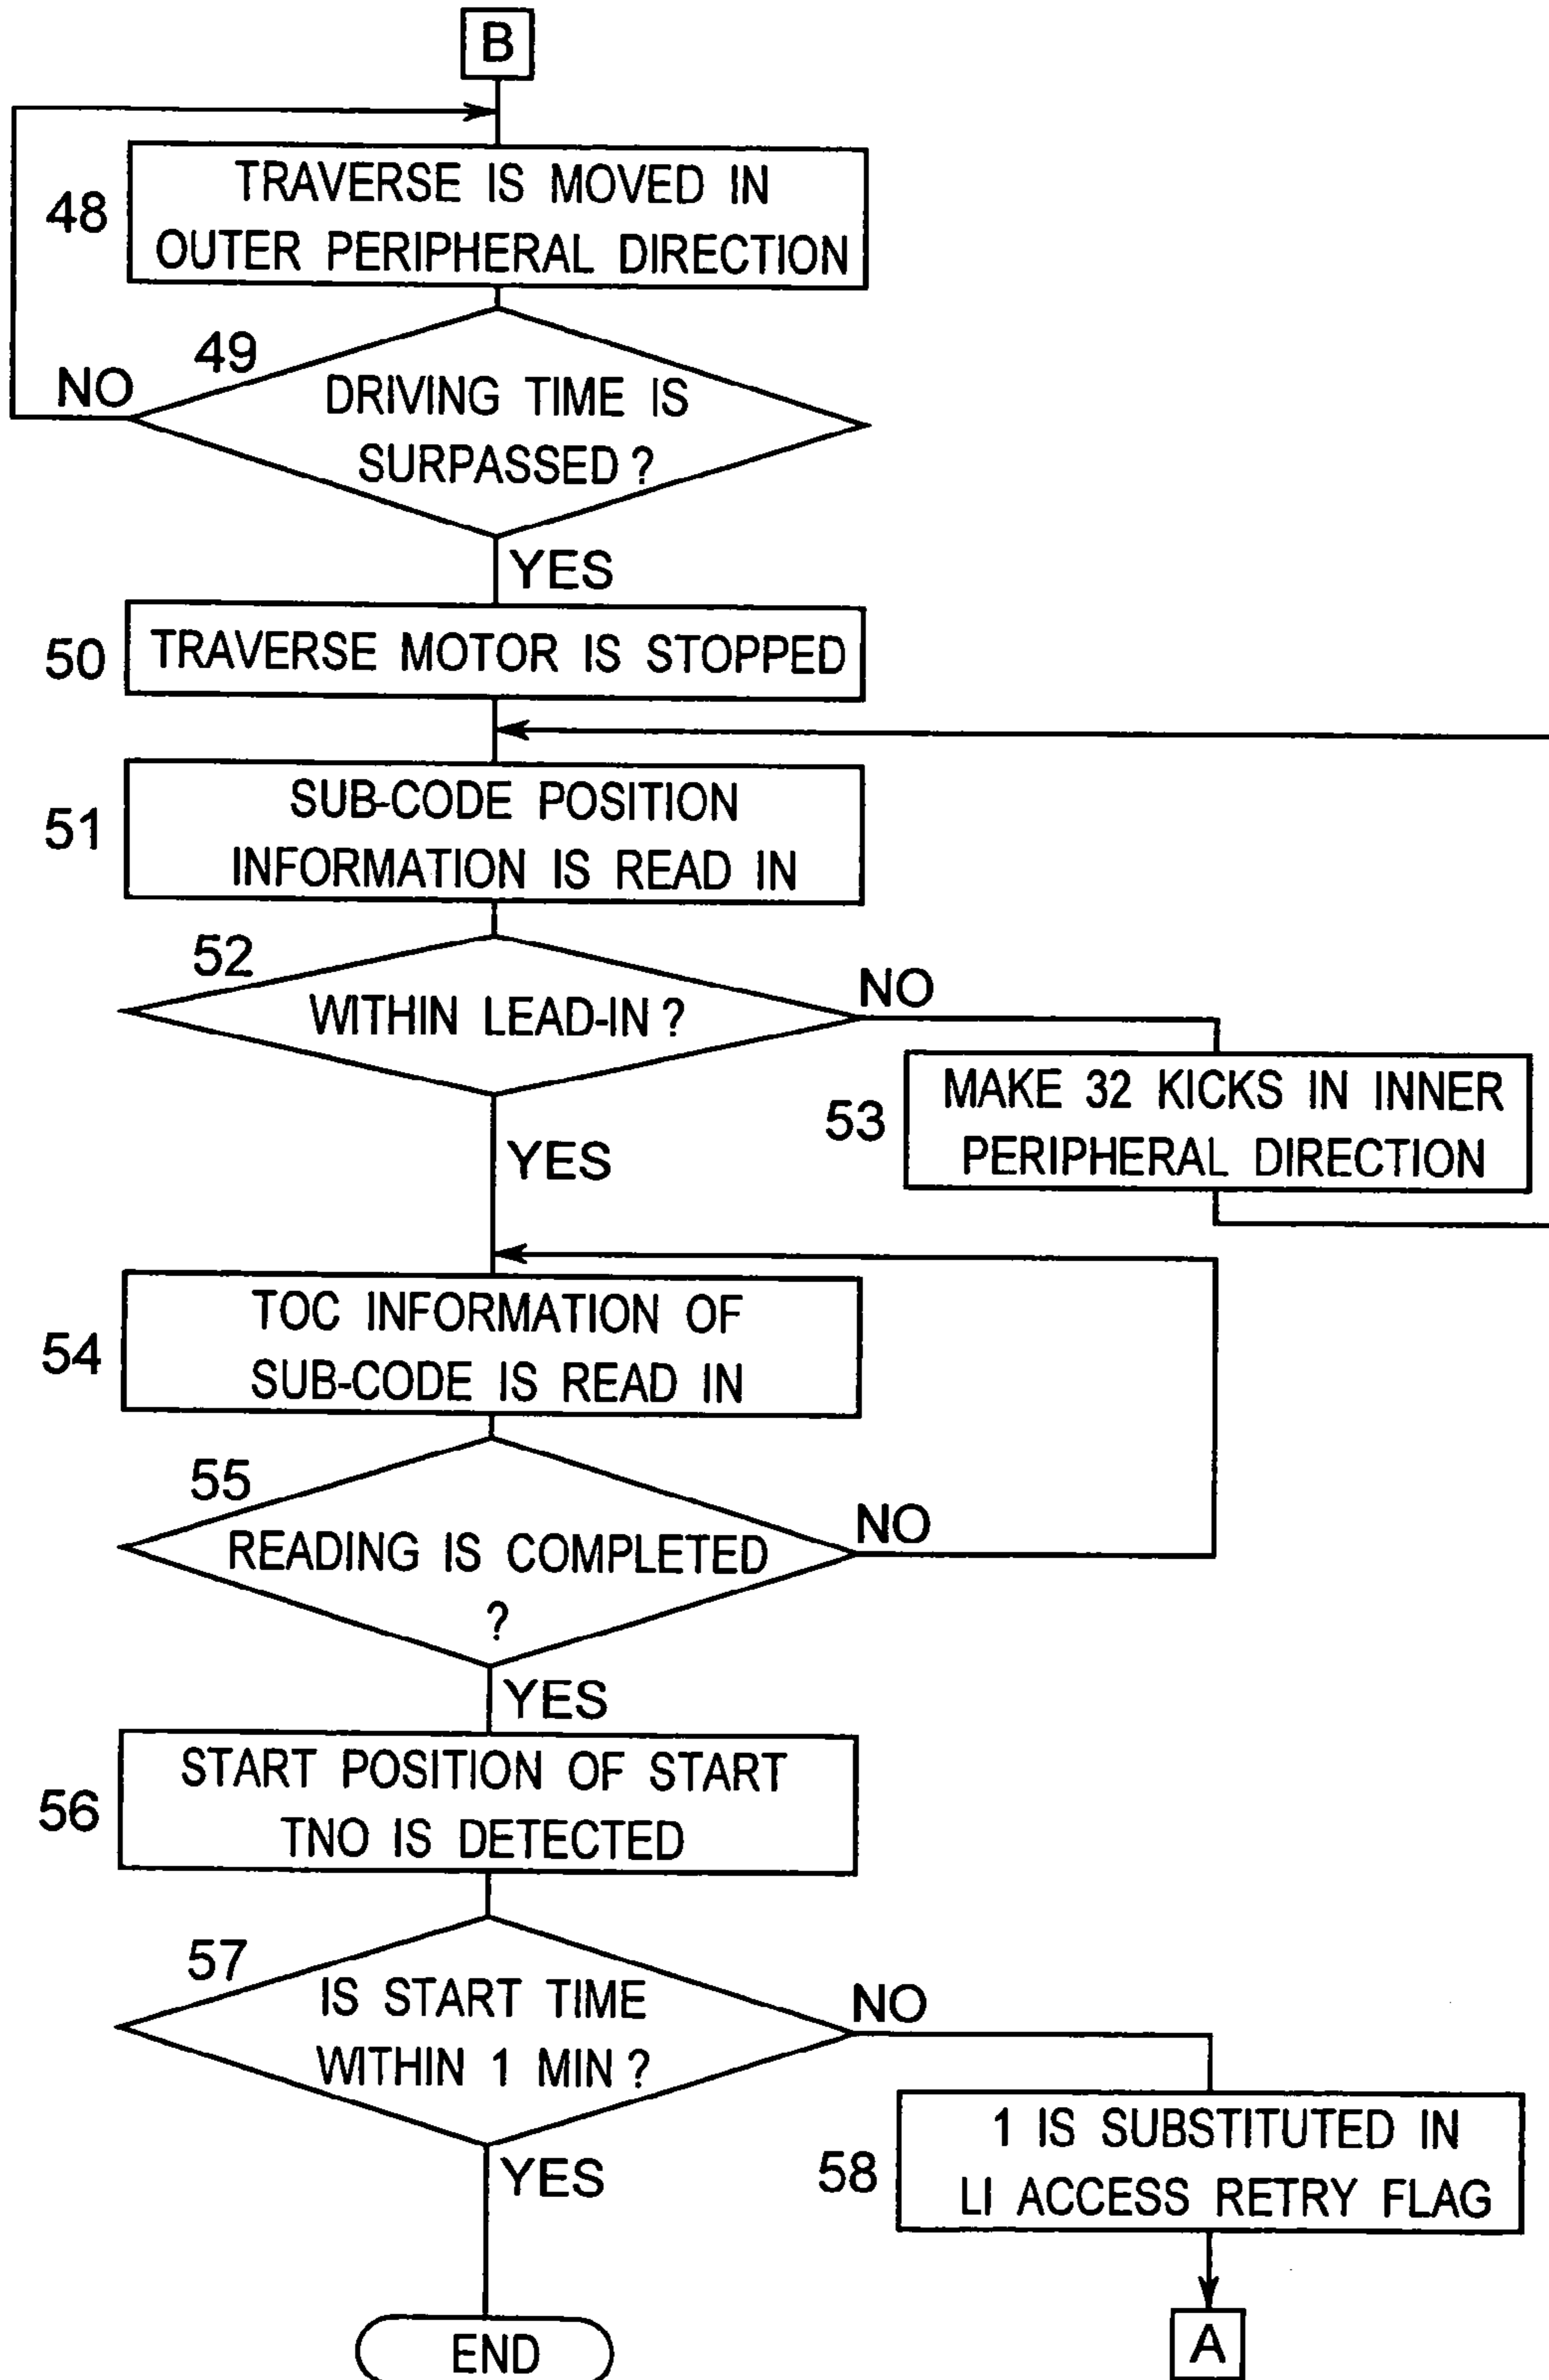 B
48
TRAVERSE IS MOVED IN
OUTER PERIPHERAL DIRECTION
49
NO
DRIVING TIME IS
SURPASSED?
YES
50
TRAVERSE MOTOR IS STOPPED
51
SUB-CODE POSITION
INFORMATION IS READ IN
52
WITHIN LEAD-IN?
NO
53
MAKE 32 KICKS IN INNER
PERIPHERAL DIRECTION
YES
54
TOC INFORMATION OF
SUB-CODE IS READ IN
55
READING IS COMPLETED
?
NO
YES
56
START POSITION OF START
TNO IS DETECTED
57
IS START TIME
WITHIN 1 MIN?
NO
58
1 IS SUBSTITUTED IN
LI ACCESS RETRY FLAG
YES
END
A